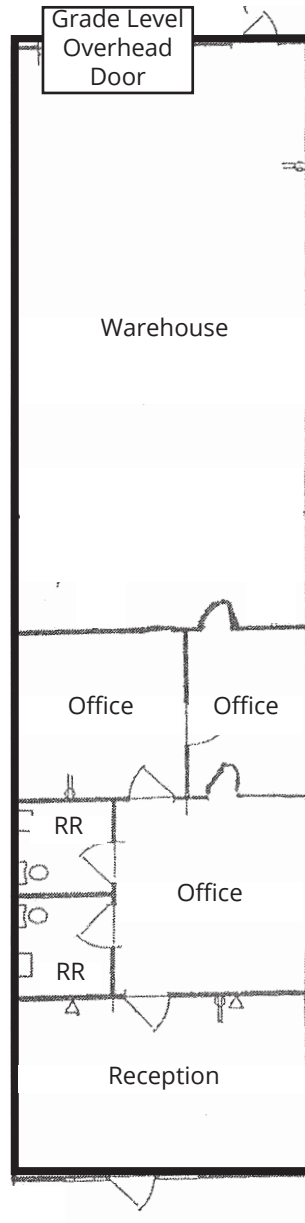 Grade Level
Overhead
Door
Warehouse
Office
Office
RR
Office
RR
Reception